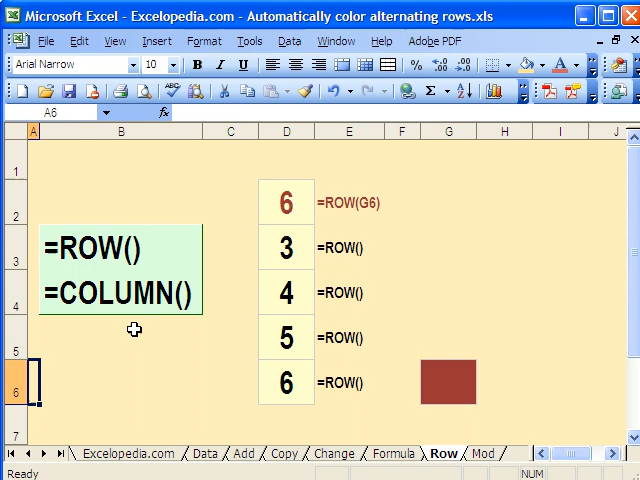 Microsoft Excel - Excelopedia.com - Automatically color alternating rows.xls
File Edit View Insert Format Tools Data Window Help Adobe PDF
Arial Narrow 10 B I U $ %
Σ
A6 fx
A B C D E F G H I J
1
2 6 =ROW(G6)
3 =ROW() 3 =ROW()
4 =COLUMN() 4 =ROW()
5 5 =ROW()
6 6 =ROW()
7
Excelopedia.com Data Add Copy Change Formula Row Mod
Ready NUM